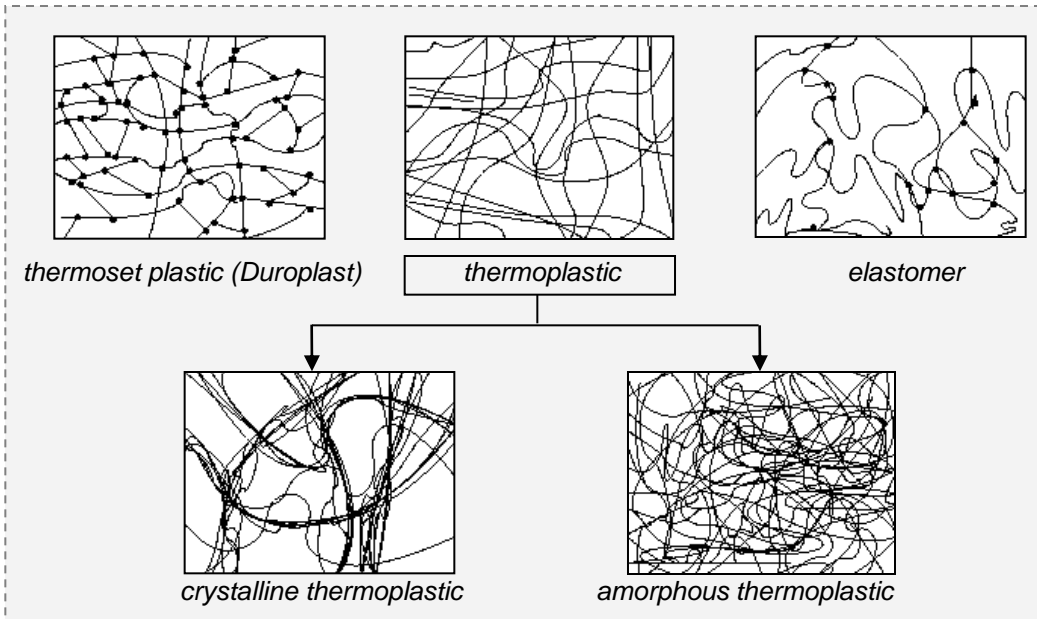 thermoset plastic (Duroplast)
thermoplastic
elastomer
crystalline thermoplastic
amorphous thermoplastic